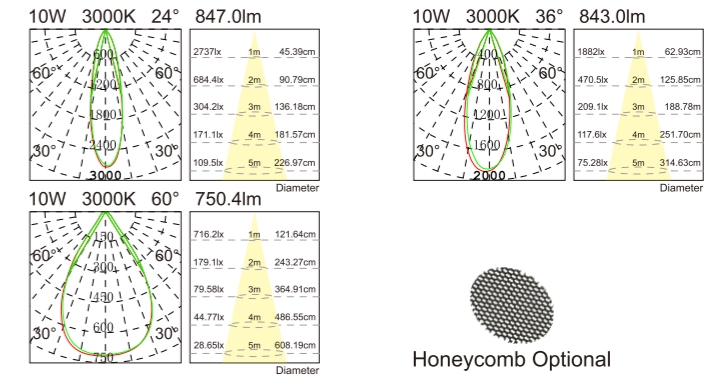 10W 3000K 24° 847.0lm
600
1200
1800
2400
3000
60° 60°
30° 30°
2737lx 1m 45.39cm
684.4lx 2m 90.79cm
304.2lx 3m 136.18cm
171.1lx 4m 181.57cm
109.5lx 5m 226.97cm
Diameter
10W 3000K 36° 843.0lm
400
800
1200
1600
2000
60° 60°
30° 30°
1882lx 1m 62.93cm
470.5lx 2m 125.85cm
209.1lx 3m 188.78cm
117.6lx 4m 251.70cm
75.28lx 5m 314.63cm
Diameter
10W 3000K 60° 750.4lm
150
300
450
600
750
60° 60°
30° 30°
716.2lx 1m 121.64cm
179.1lx 2m 243.27cm
79.58lx 3m 364.91cm
44.77lx 4m 486.55cm
28.65lx 5m 608.19cm
Diameter
Honeycomb Optional